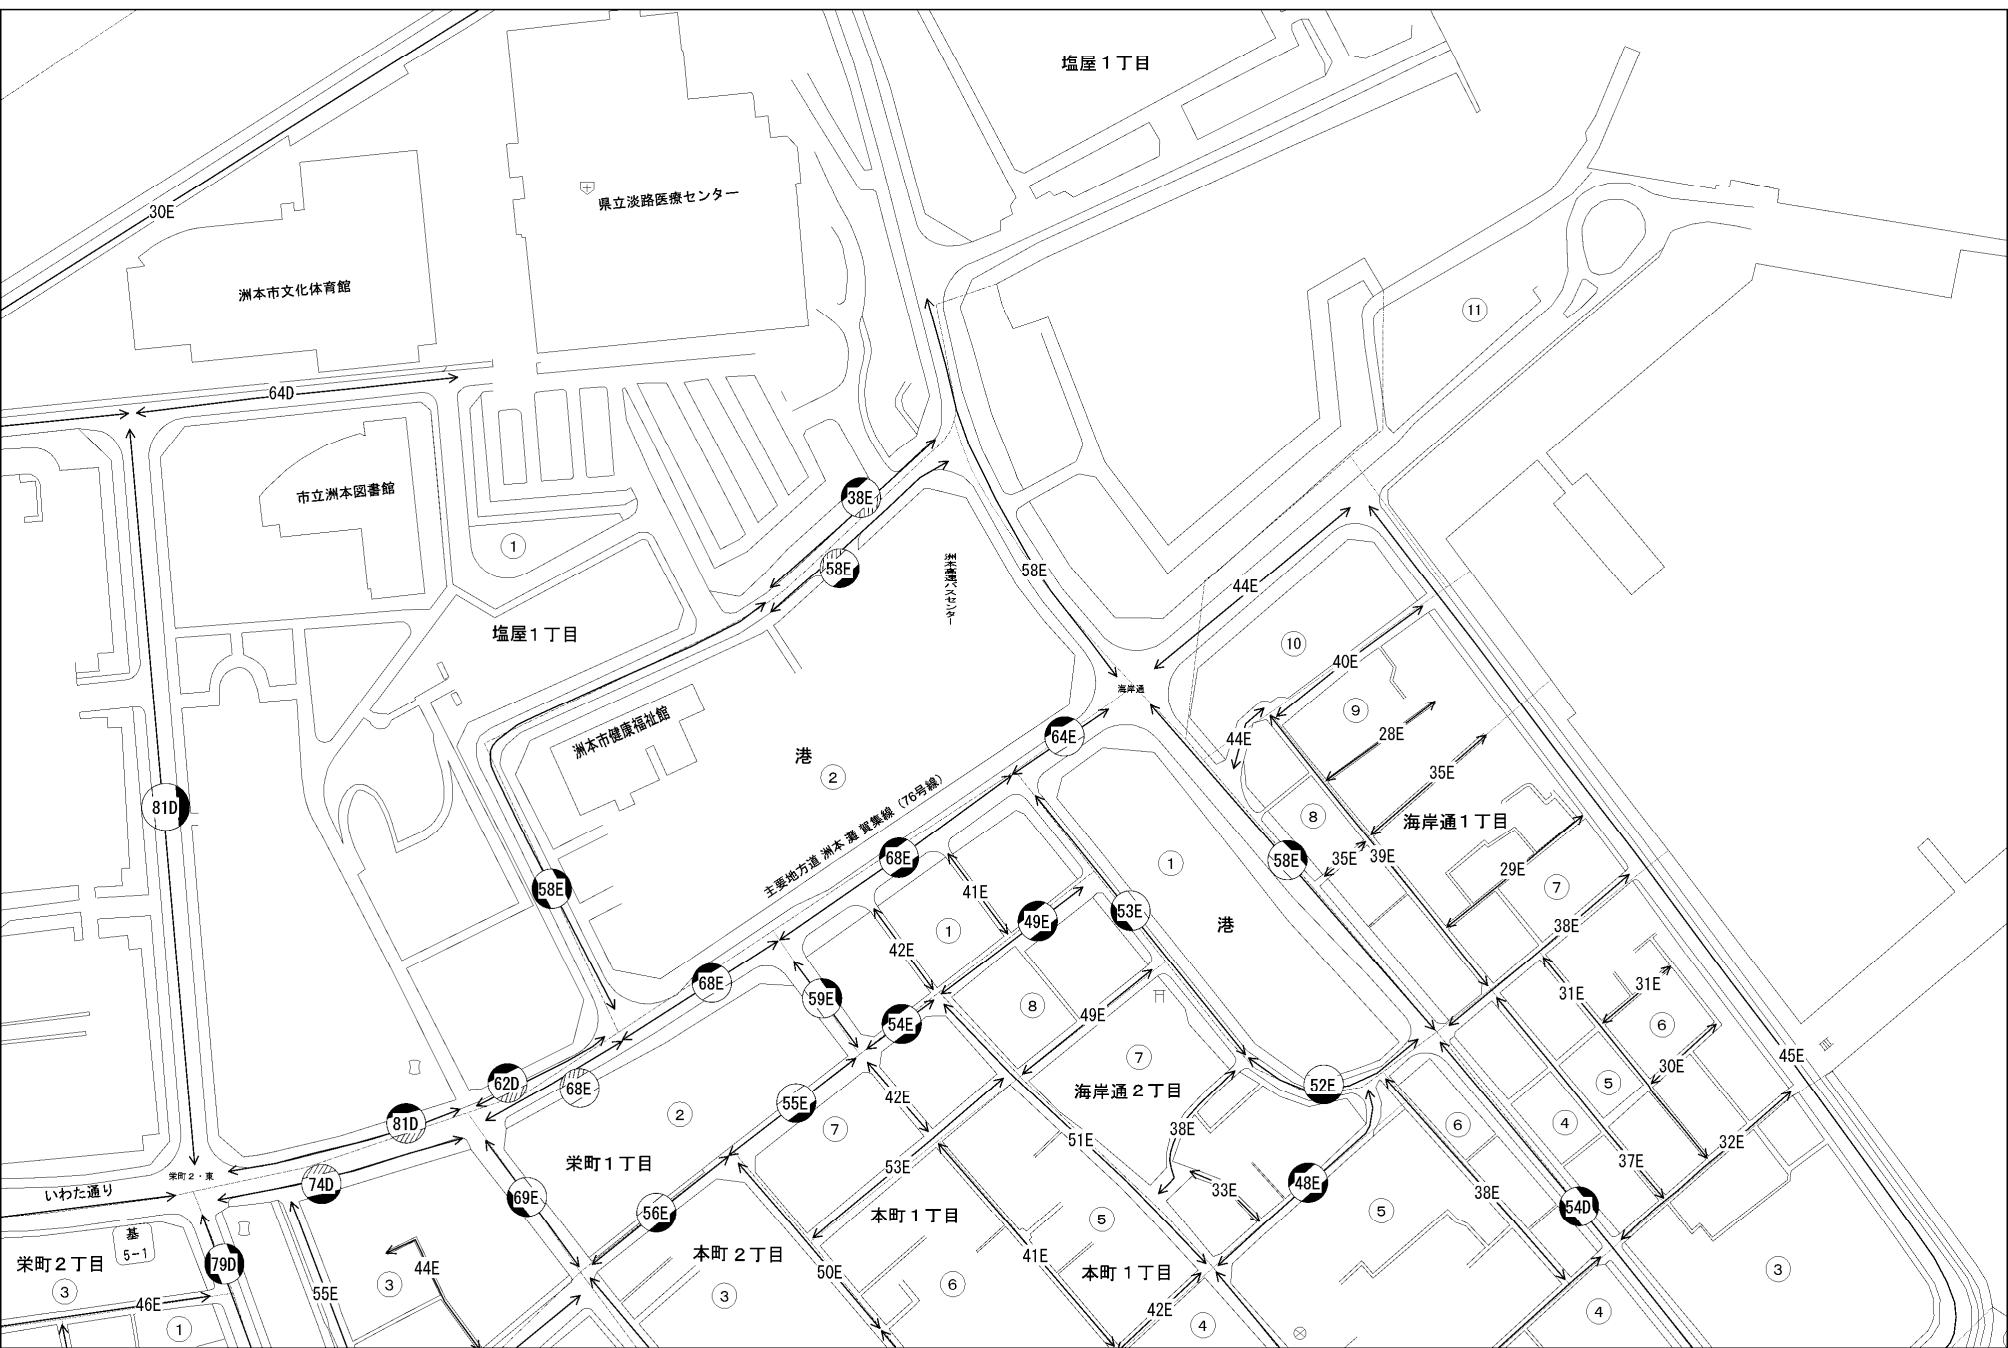 塩屋１丁目
県立淡路医療センター
30E
洲本市文化体育館
⑪
64D
市立洲本図書館
38E
①
58E
洲本高速バスセンター
58E
44E
塩屋１丁目
⑩
40E
海岸通
⑨
洲本市健康福祉館
64E
44E
28E
港
②
35E
主要地方道 洲本 灘 賀集線（76号線）
81D
⑧
海岸通１丁目
68E
58E
35E
39E
①
58E
41E
29E
⑦
49E
53E
港
38E
①
42E
68E
59E
31E
31E
⑧
49E
54E
⑥
⑦
45E
30E
62D
68E
52E
⑤
海岸通２丁目
55E
42E
②
81D
⑦
38E
51E
⑥
④
32E
栄町１丁目
53E
37E
栄町２・東
74D
いわた通り
69E
33E
48E
38E
56E
本町１丁目
⑤
⑤
54D
基
5-1
栄町２丁目
79D
44E
本町２丁目
41E
本町１丁目
50E
③
③
55E
③
⑥
③
46E
42E
④
④
①